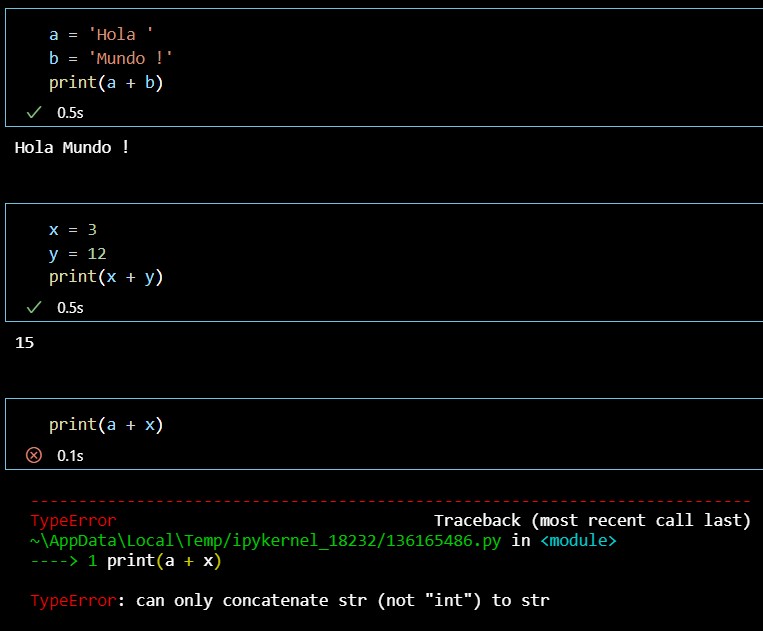 a = 'Hola '
b = 'Mundo !'
print(a + b)
0.5s
Hola Mundo !
x = 3
y = 12
print(x + y)
0.5s
15
print(a + x)
0.1s
---------------------------------------------------------------------------
TypeError                                 Traceback (most recent call last)
~\AppData\Local\Temp/ipykernel_18232/136165486.py in <module>
----> 1 print(a + x)
TypeError: can only concatenate str (not "int") to str